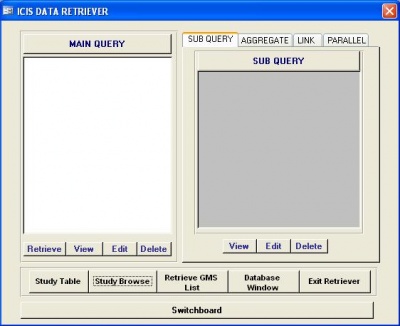 ICIS DATA RETRIEVER
MAIN QUERY
SUB QUERY AGGREGATE LINK PARALLEL
SUB QUERY
Retrieve View Edit Delete
View Edit Delete
Study Table Study Browse Retrieve GMS List Database Window Exit Retriever
Switchboard